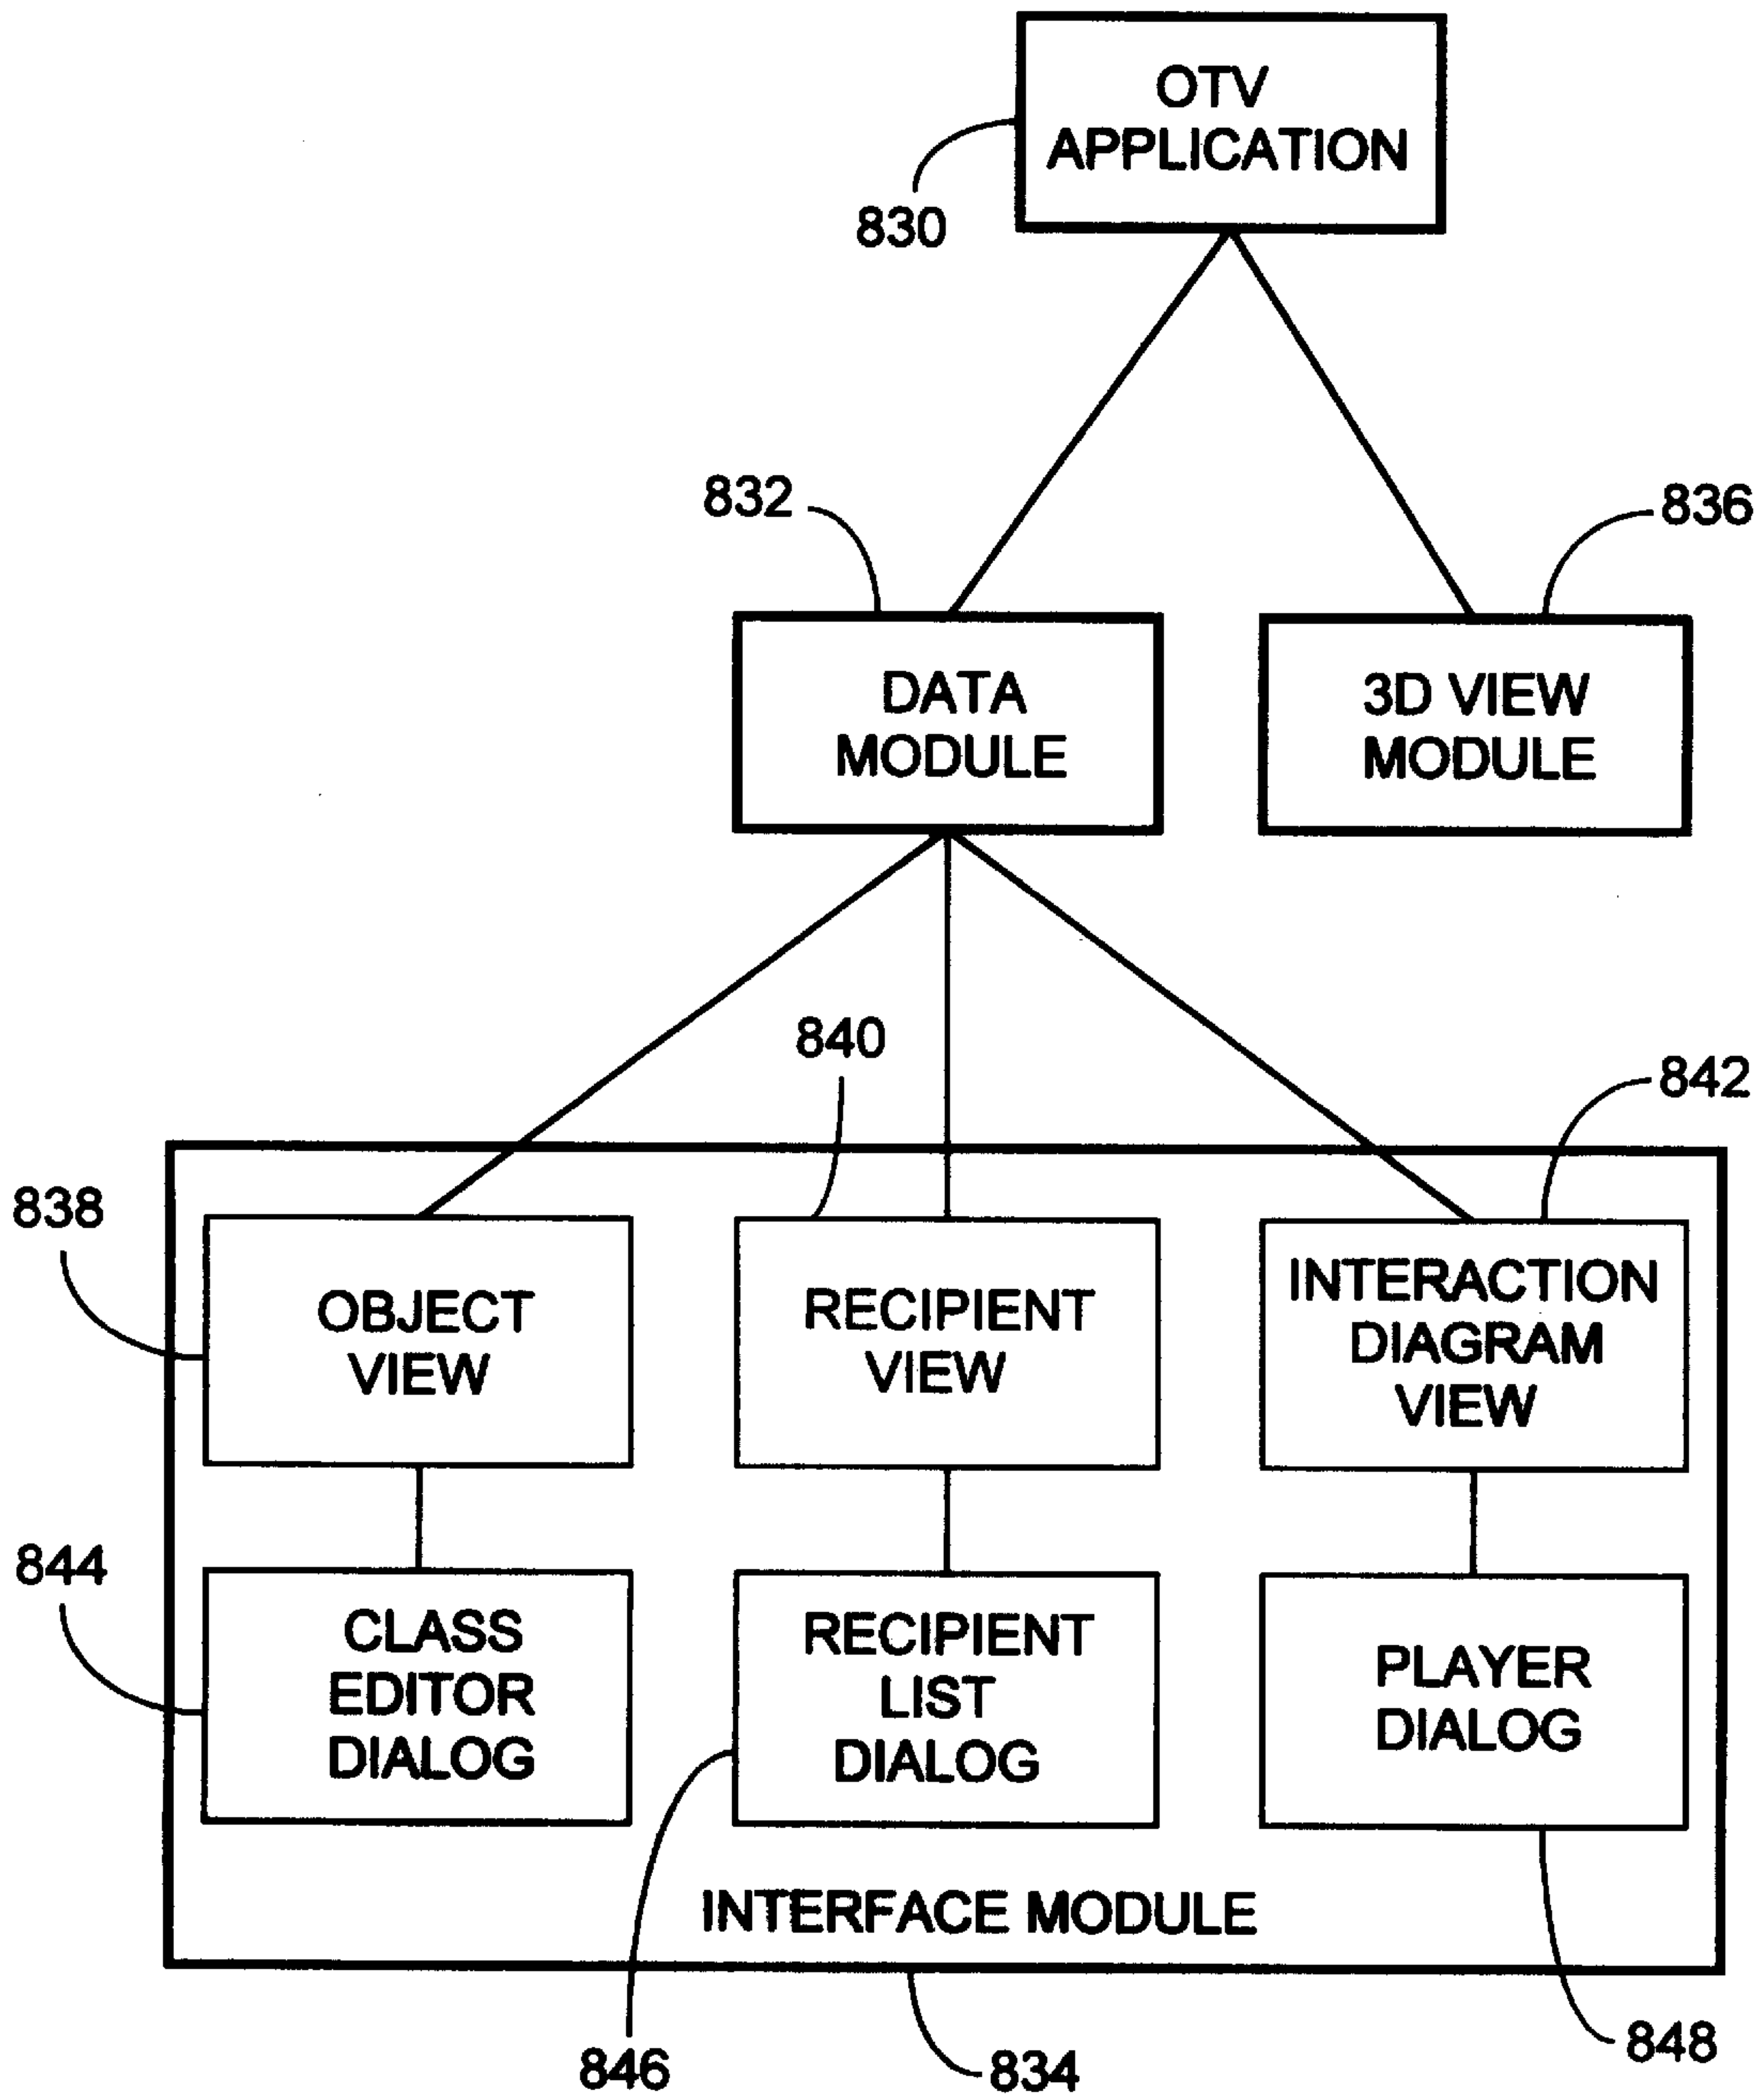 OTV
APPLICATION
830
832
836
DATA
MODULE
3D VIEW
MODULE
840
842
838
OBJECT
VIEW
RECIPIENT
VIEW
INTERACTION
DIAGRAM
VIEW
844
CLASS
EDITOR
DIALOG
RECIPIENT
LIST
DIALOG
PLAYER
DIALOG
INTERFACE MODULE
846
834
848